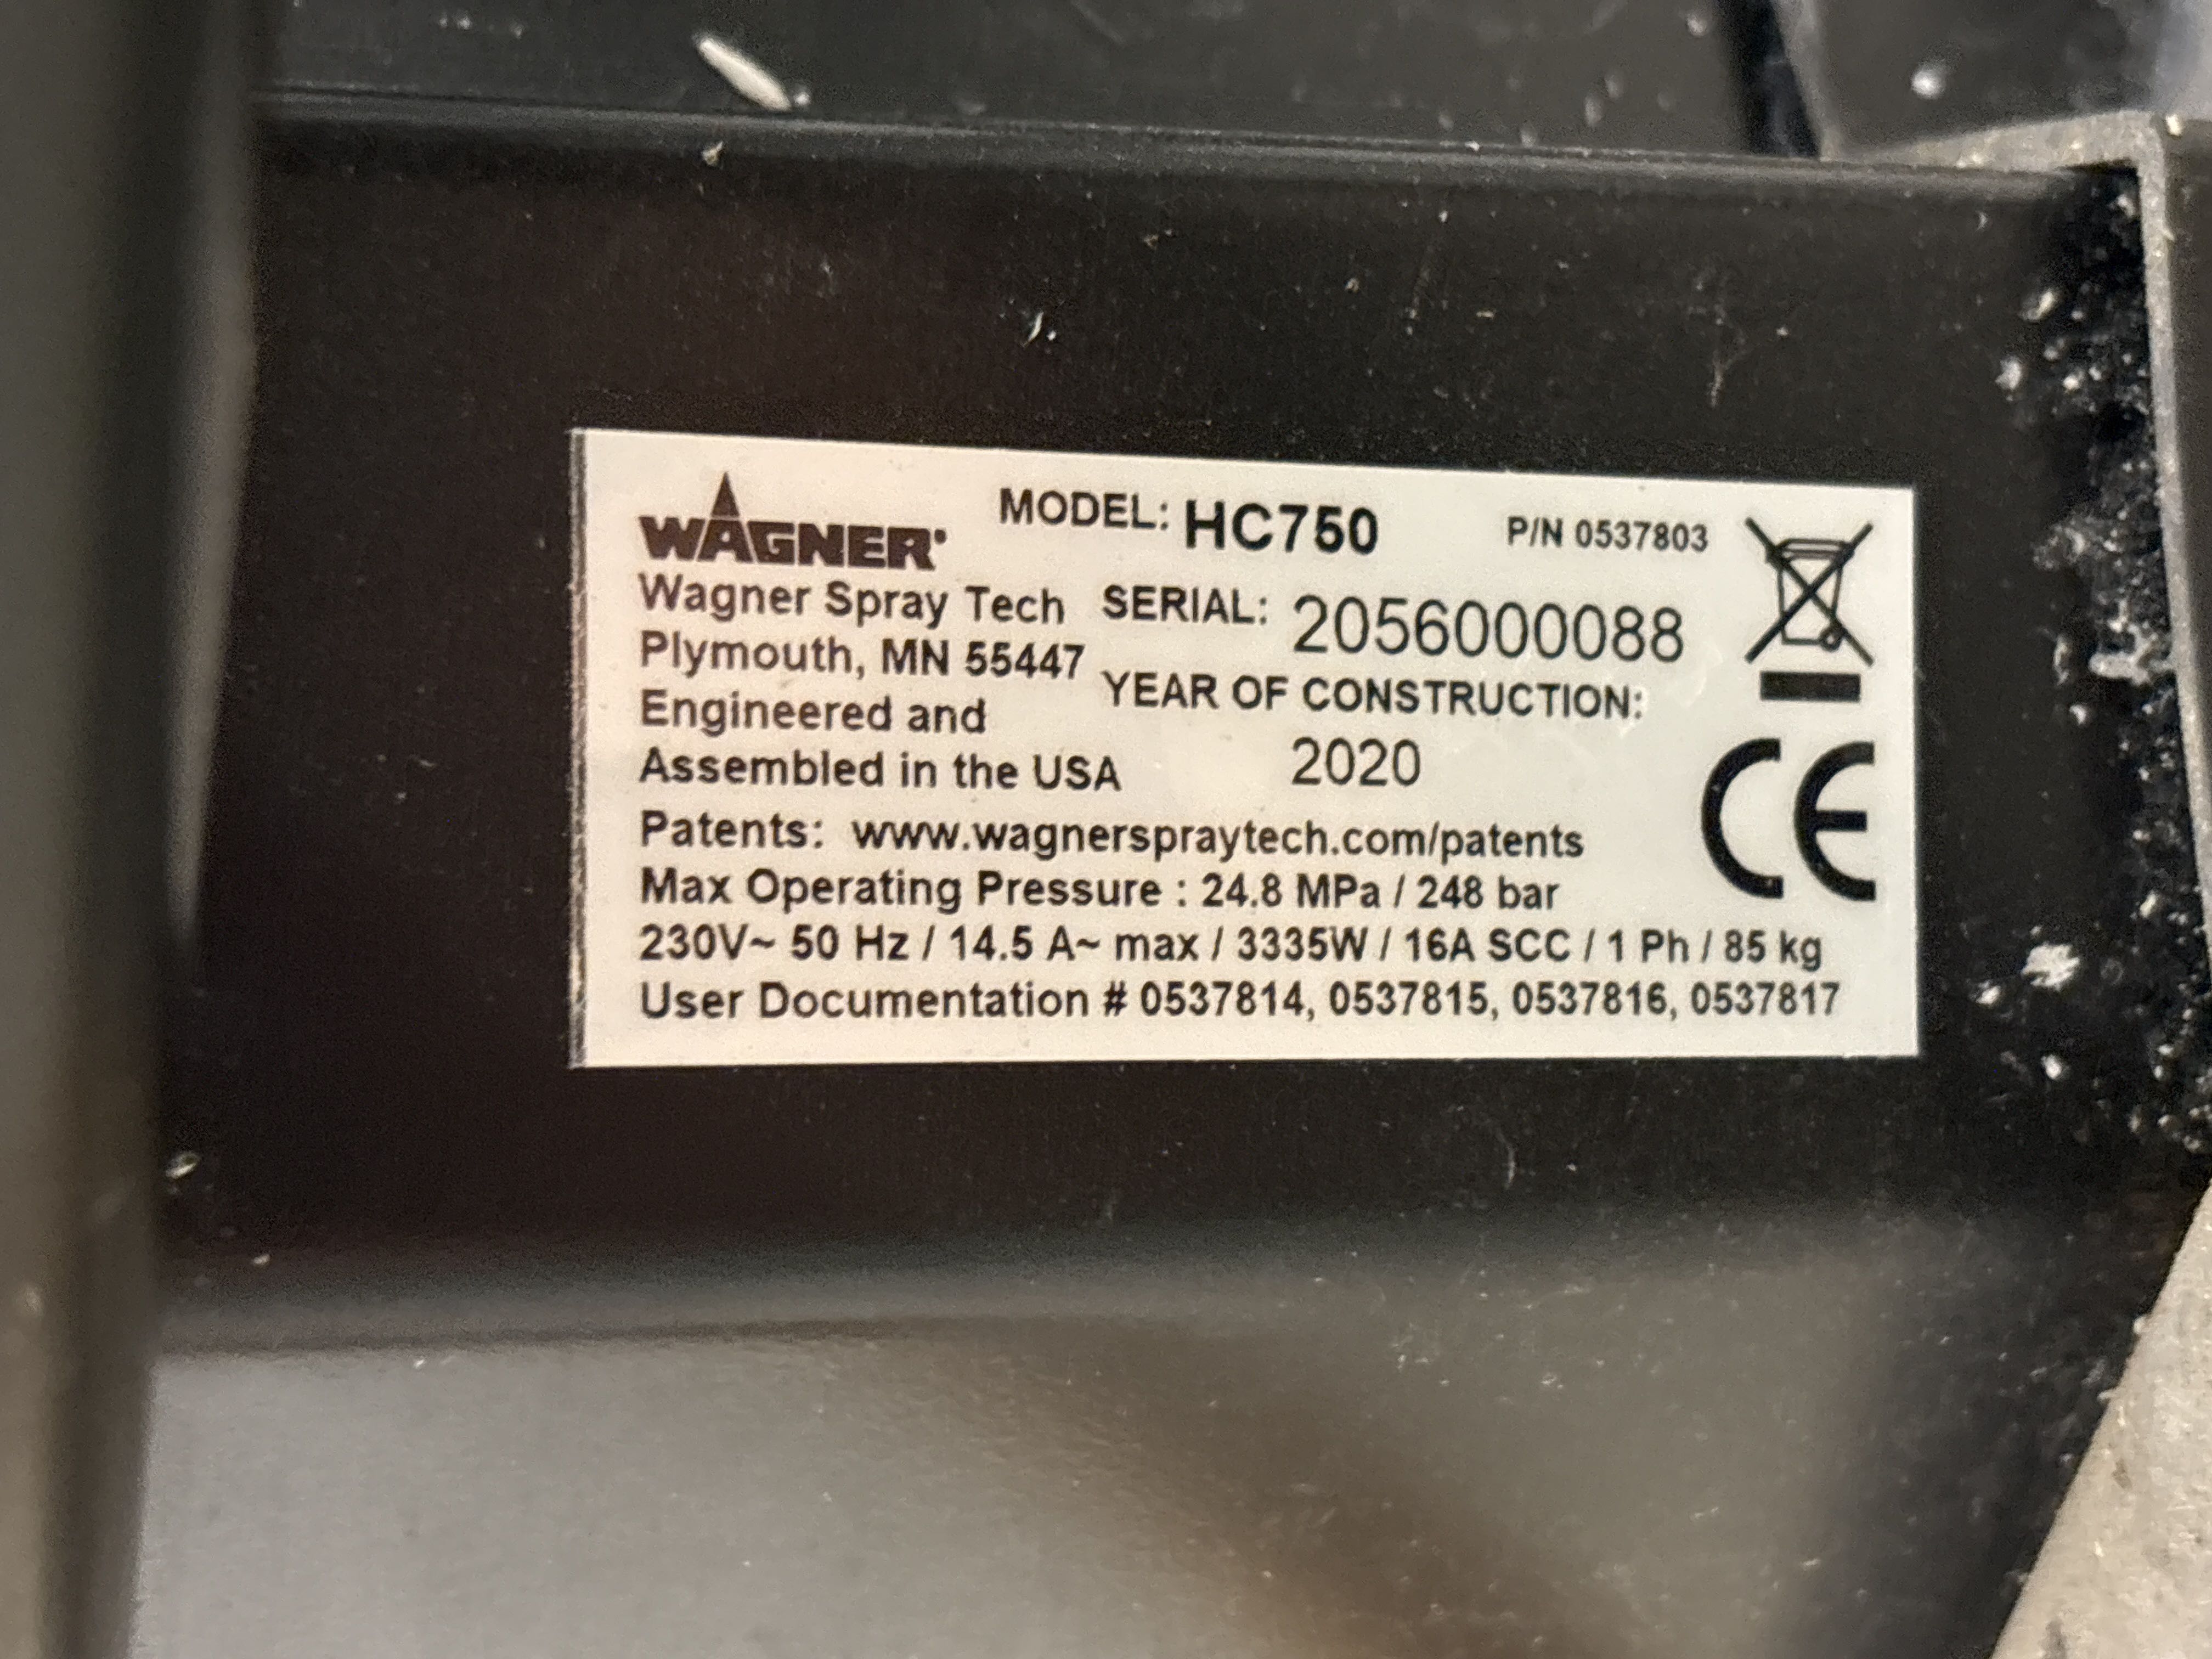 WAGNER MODEL: HC750 P/N 0537803
Wagner Spray Tech SERIAL: 2056000088
Plymouth, MN 55447
YEAR OF CONSTRUCTION:
Engineered and
Assembled in the USA 2020
Patents: www.wagnerspraytech.com/patents
Max Operating Pressure : 24.8 MPa / 248 bar
230V~ 50 Hz / 14.5 A~ max / 3335W / 16A SCC / 1 Ph / 85 kg
User Documentation # 0537814, 0537815, 0537816, 0537817
CE